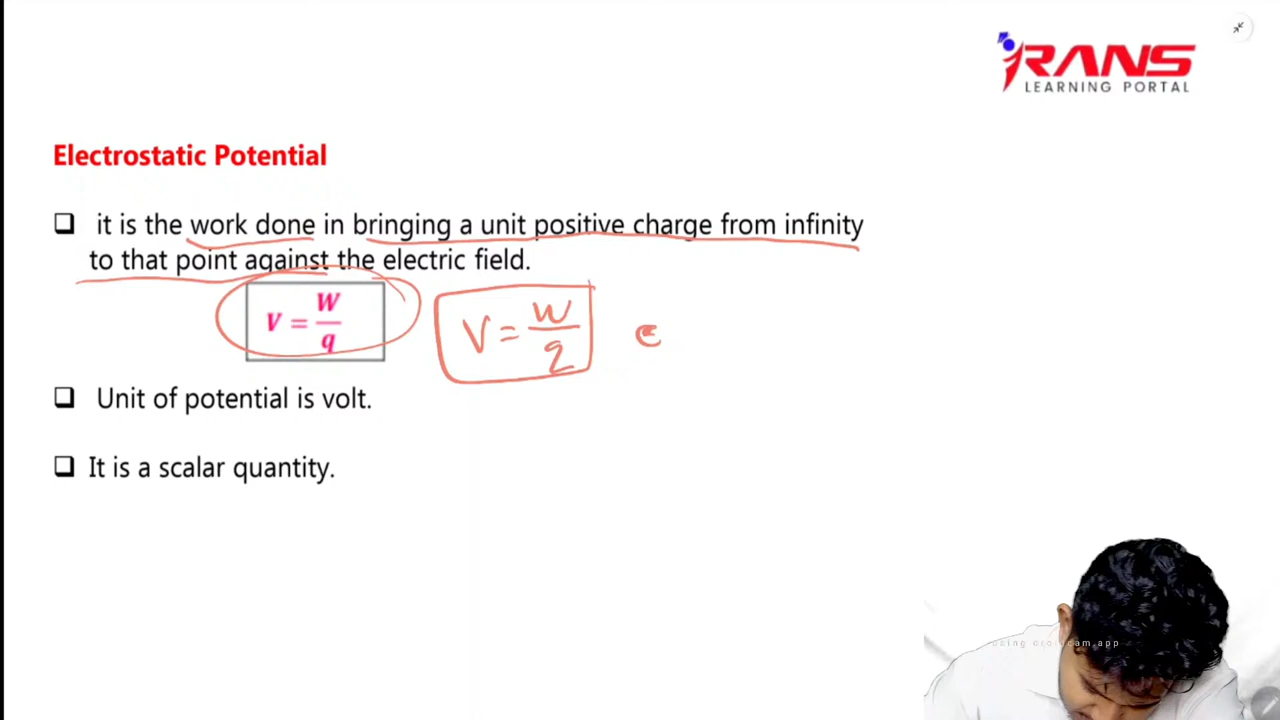 RANS
LEARNING PORTAL
Electrostatic Potential
❑ it is the work done in bringing a unit positive charge from infinity
to that point against the electric field.
V = W/q
V = W/q
❑ Unit of potential is volt.
❑ It is a scalar quantity.